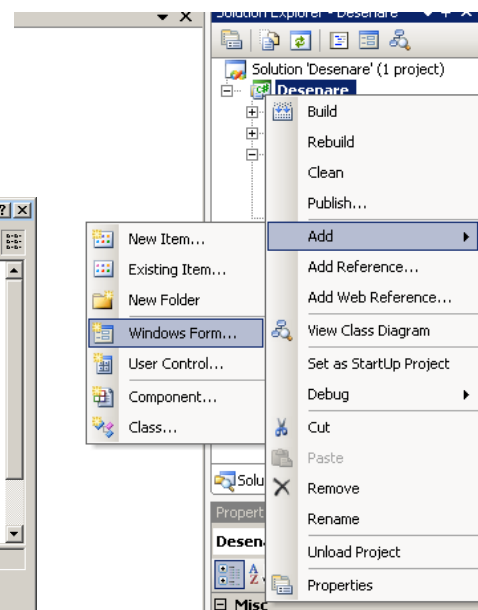 Solution Explorer - Desenare
Solution 'Desenare' (1 project)
Desenare
Build
Rebuild
Clean
Publish...
Add
Add Reference...
Add Web Reference...
View Class Diagram
Set as StartUp Project
Debug
Cut
Paste
Remove
Rename
Unload Project
Properties
New Item...
Existing Item...
New Folder
Windows Form...
User Control...
Component...
Class...
Solu
Propert
Desen
Misc